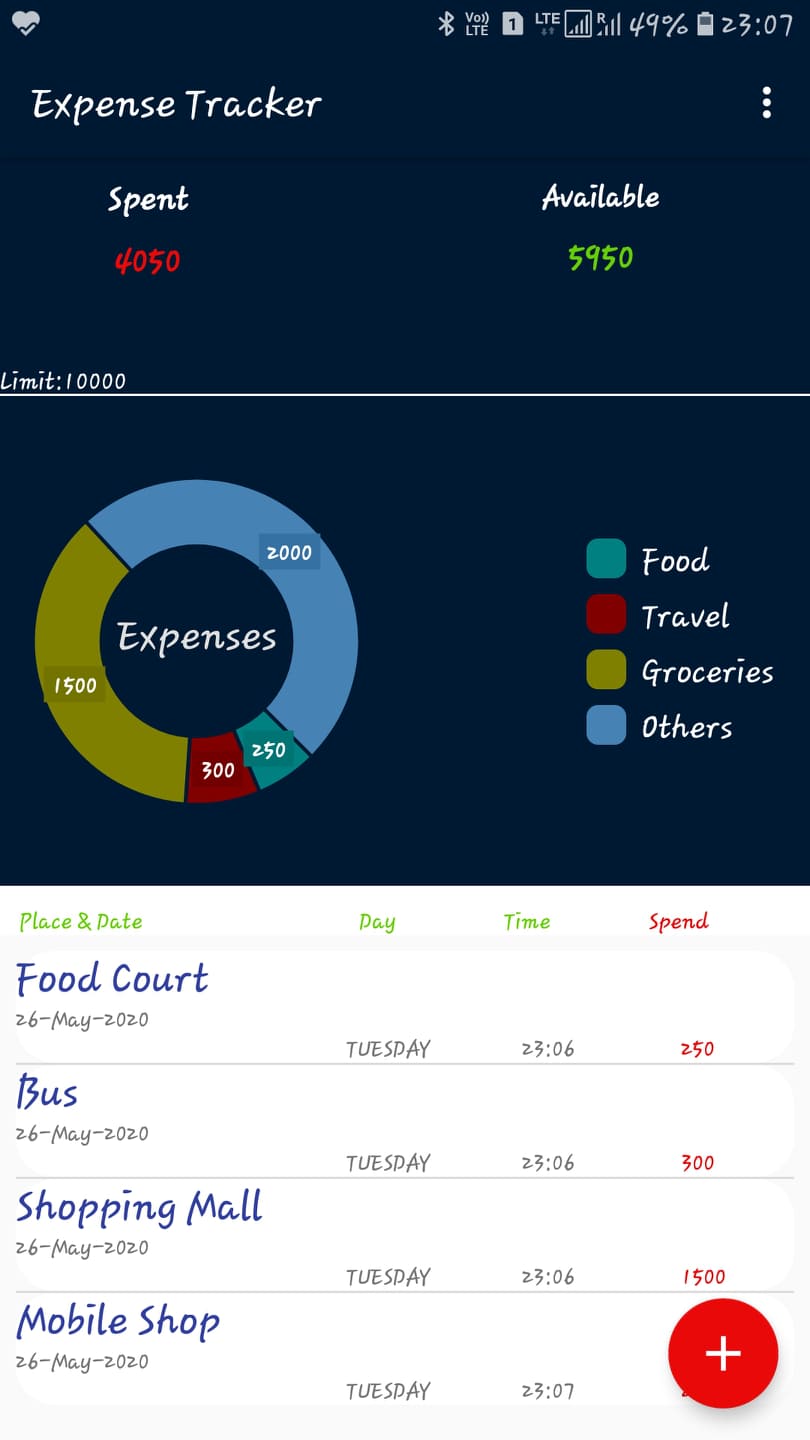 Vo)) LTE 1 LTE R 49% 23:07
Expense Tracker
Spent Available
4050 5950
Limit:10000
2000
Expenses
1500
250
300
Food
Travel
Groceries
Others
Place & Date Day Time Spend
Food Court
26-May-2020
TUESDAY 23:06 250
Bus
26-May-2020
TUESDAY 23:06 300
Shopping Mall
26-May-2020
TUESDAY 23:06 1500
Mobile Shop
26-May-2020
TUESDAY 23:07